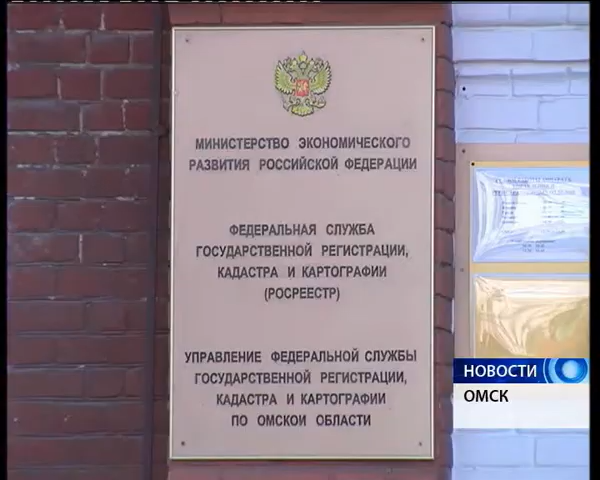 МИНИСТЕРСТВО ЭКОНОМИЧЕСКОГО
РАЗВИТИЯ РОССИЙСКОЙ ФЕДЕРАЦИИ
ФЕДЕРАЛЬНАЯ СЛУЖБА
ГОСУДАРСТВЕННОЙ РЕГИСТРАЦИИ,
КАДАСТРА И КАРТОГРАФИИ
(РОСРЕЕСТР)
УПРАВЛЕНИЕ ФЕДЕРАЛЬНОЙ СЛУЖБЫ
ГОСУДАРСТВЕННОЙ РЕГИСТРАЦИИ,
КАДАСТРА И КАРТОГРАФИИ
ПО ОМСКОЙ ОБЛАСТИ
НОВОСТИ
ОМСК